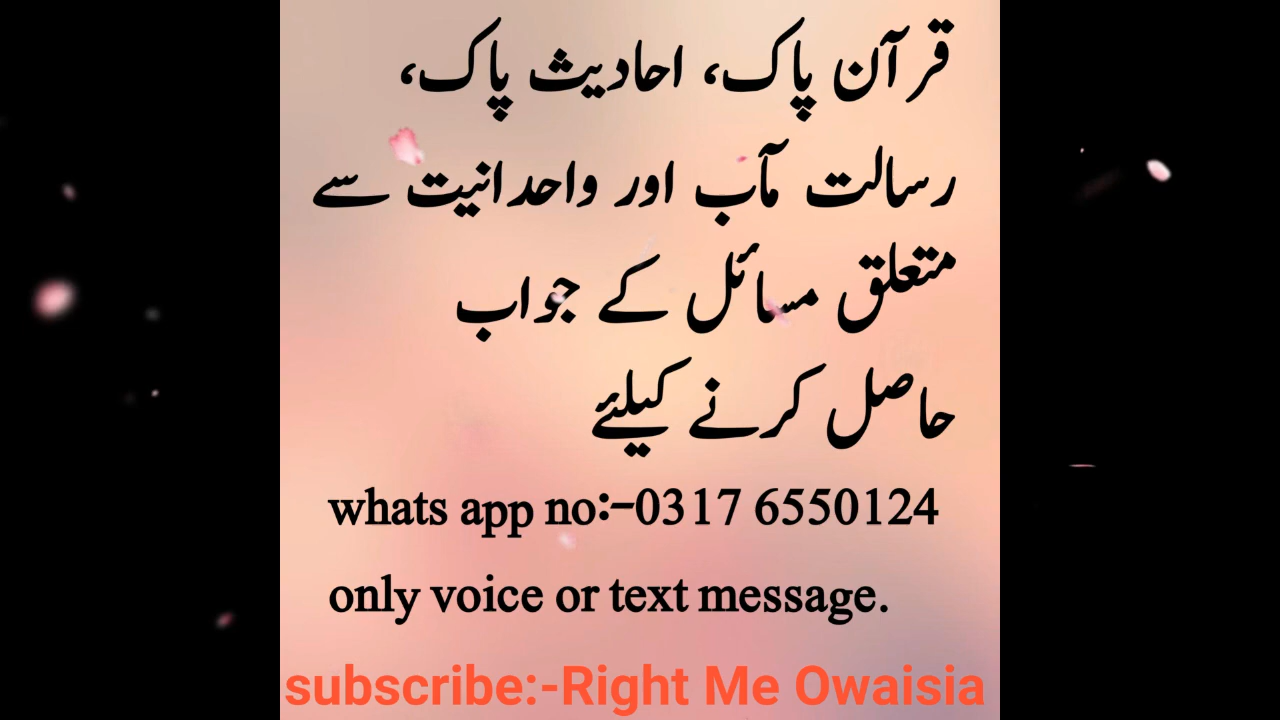 قرآن پاک، احادیث پاک،
رسالت مآب اور واحدانیت سے
متعلق مسائل کے جواب
حاصل کرنے کیلئے
whats app no:-0317 6550124
only voice or text message.
subscribe:-Right Me Owaisia